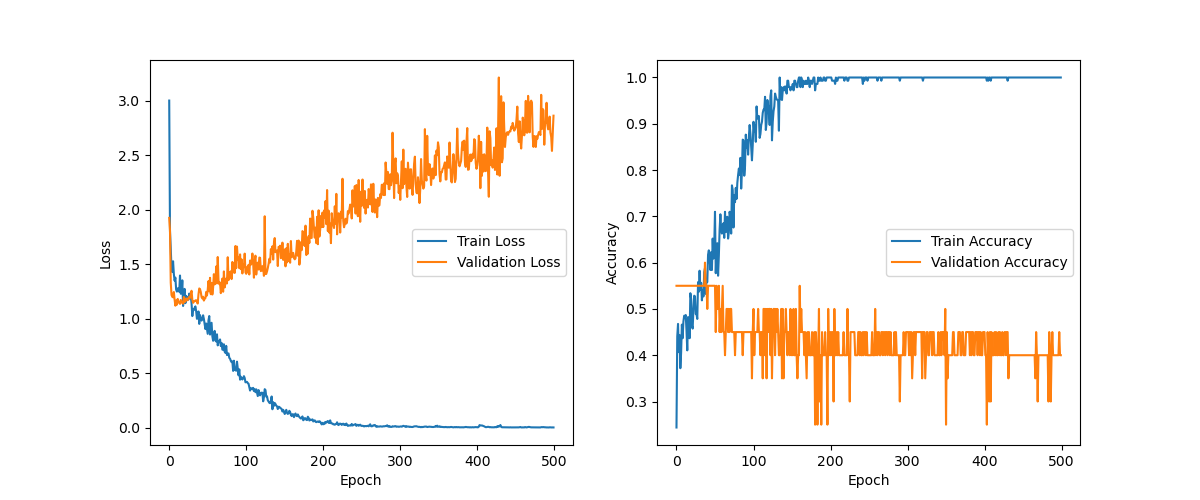 3.0
2.5
2.0
1.5
1.0
0.5
0.0
Loss
0 100 200 300 400 500
Epoch
Train Loss
Validation Loss
1.0
0.9
0.8
0.7
0.6
0.5
0.4
0.3
Accuracy
0 100 200 300 400 500
Epoch
Train Accuracy
Validation Accuracy